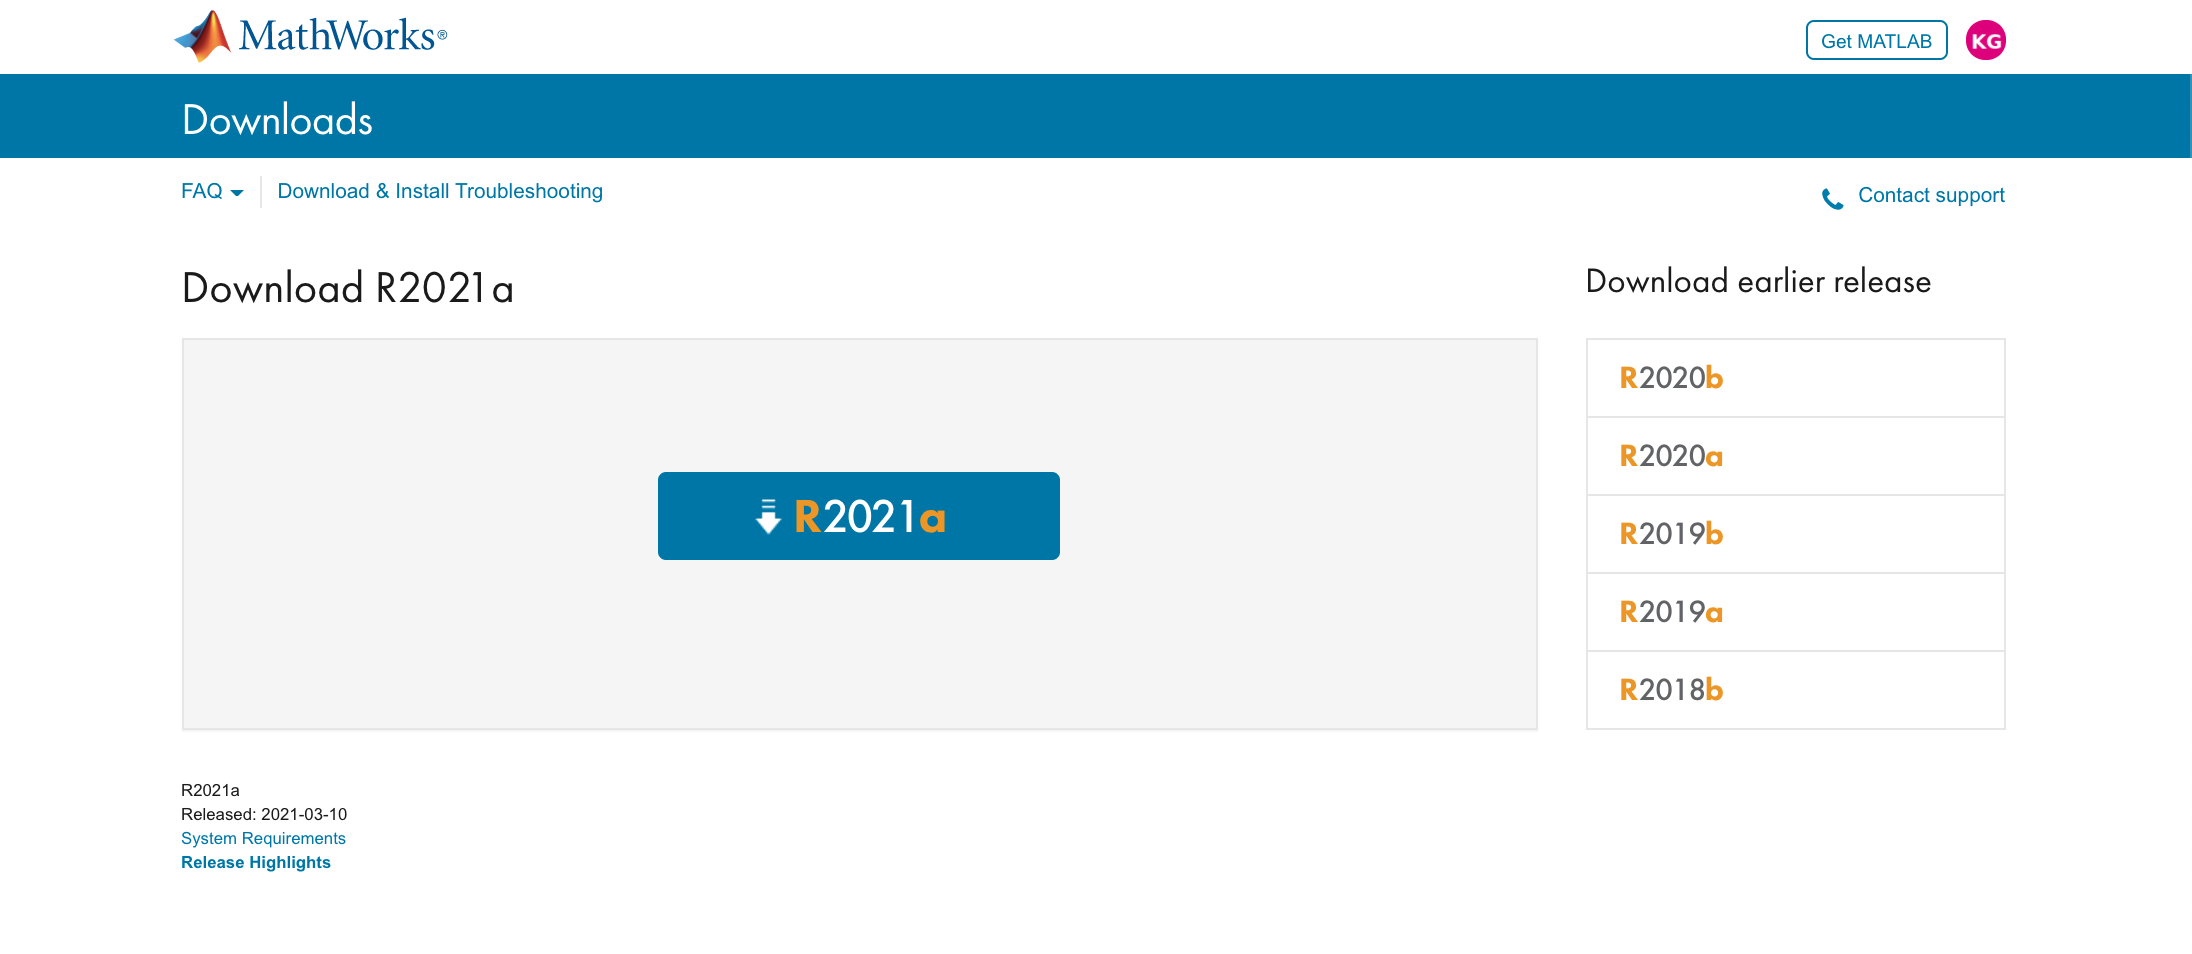 MathWorks®
Get MATLAB
KG
Downloads
FAQ
Download & Install Troubleshooting
Contact support
Download R2021a
R2021a
Download earlier release
R2020b
R2020a
R2019b
R2019a
R2018b
R2021a
Released: 2021-03-10
System Requirements
Release Highlights